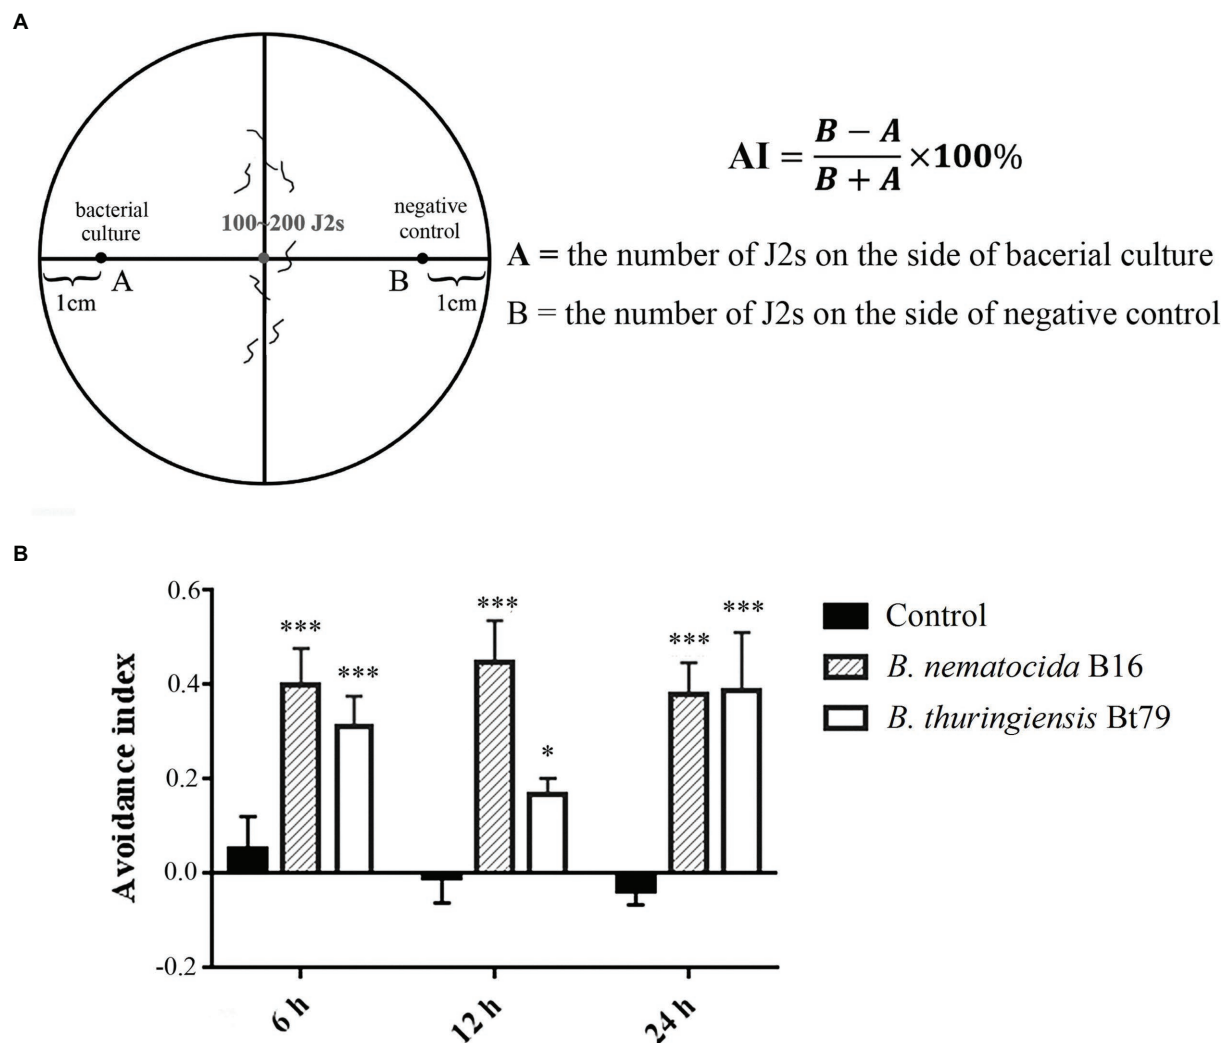 A
bacterial
culture
negative
control
100~200 J2s
A
B
1cm
1cm
AI = B − A / B + A ×100%
A = the number of J2s on the side of bacerial culture
B = the number of J2s on the side of negative control
B
Avoidance index
0.6
0.4
0.2
0.0
-0.2
***
***
***
*
***
***
6 h
12 h
24 h
Control
B. nematocida B16
B. thuringiensis Bt79